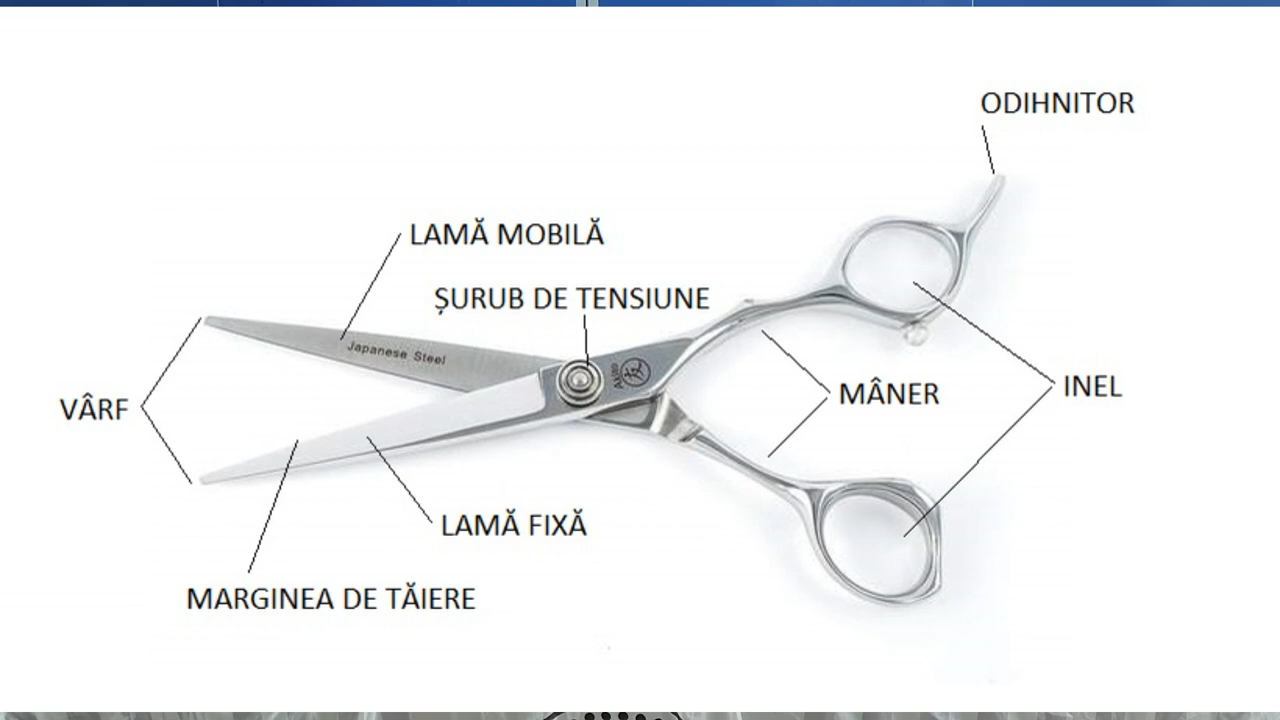 ODIHNITOR
LAMĂ MOBILĂ
ȘURUB DE TENSIUNE
Japanese Steel
VÂRF
MÂNER
INEL
LAMĂ FIXĂ
MARGINEA DE TĂIERE